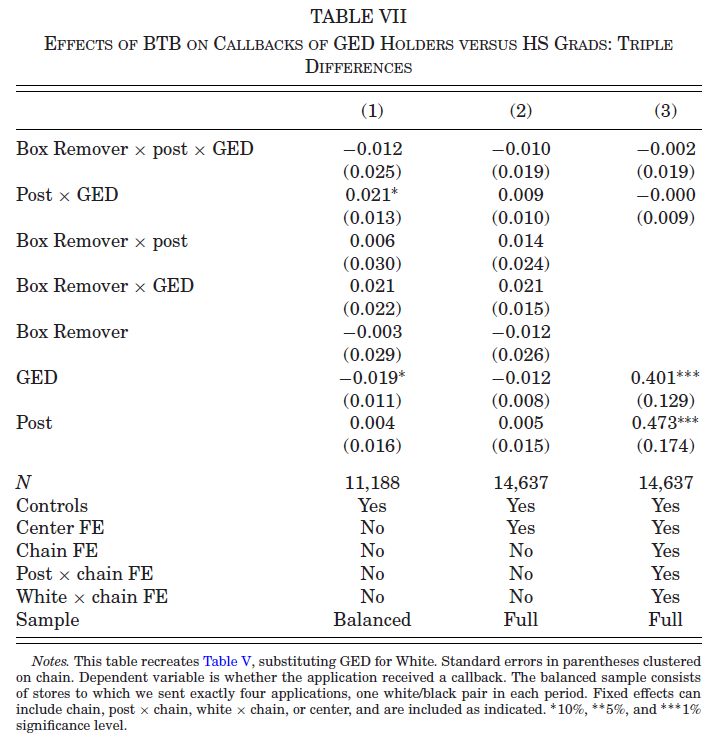 TABLE VII
EFFECTS OF BTB ON CALLBACKS OF GED HOLDERS VERSUS HS GRADS: TRIPLE
DIFFERENCES
(1) (2) (3)
Box Remover × post × GED −0.012 −0.010 −0.002
(0.025) (0.019) (0.019)
Post × GED 0.021* 0.009 −0.000
(0.013) (0.010) (0.009)
Box Remover × post 0.006 0.014
(0.030) (0.024)
Box Remover × GED 0.021 0.021
(0.022) (0.015)
Box Remover −0.003 −0.012
(0.029) (0.026)
GED −0.019* −0.012 0.401***
(0.011) (0.008) (0.129)
Post 0.004 0.005 0.473***
(0.016) (0.015) (0.174)
N 11,188 14,637 14,637
Controls Yes Yes Yes
Center FE No Yes Yes
Chain FE No No Yes
Post × chain FE No No Yes
White × chain FE No No Yes
Sample Balanced Full Full
Notes. This table recreates Table V, substituting GED for White. Standard errors in parentheses clustered
on chain. Dependent variable is whether the application received a callback. The balanced sample consists
of stores to which we sent exactly four applications, one white/black pair in each period. Fixed effects can
include chain, post × chain, white × chain, or center, and are included as indicated. *10%, **5%, and ***1%
significance level.